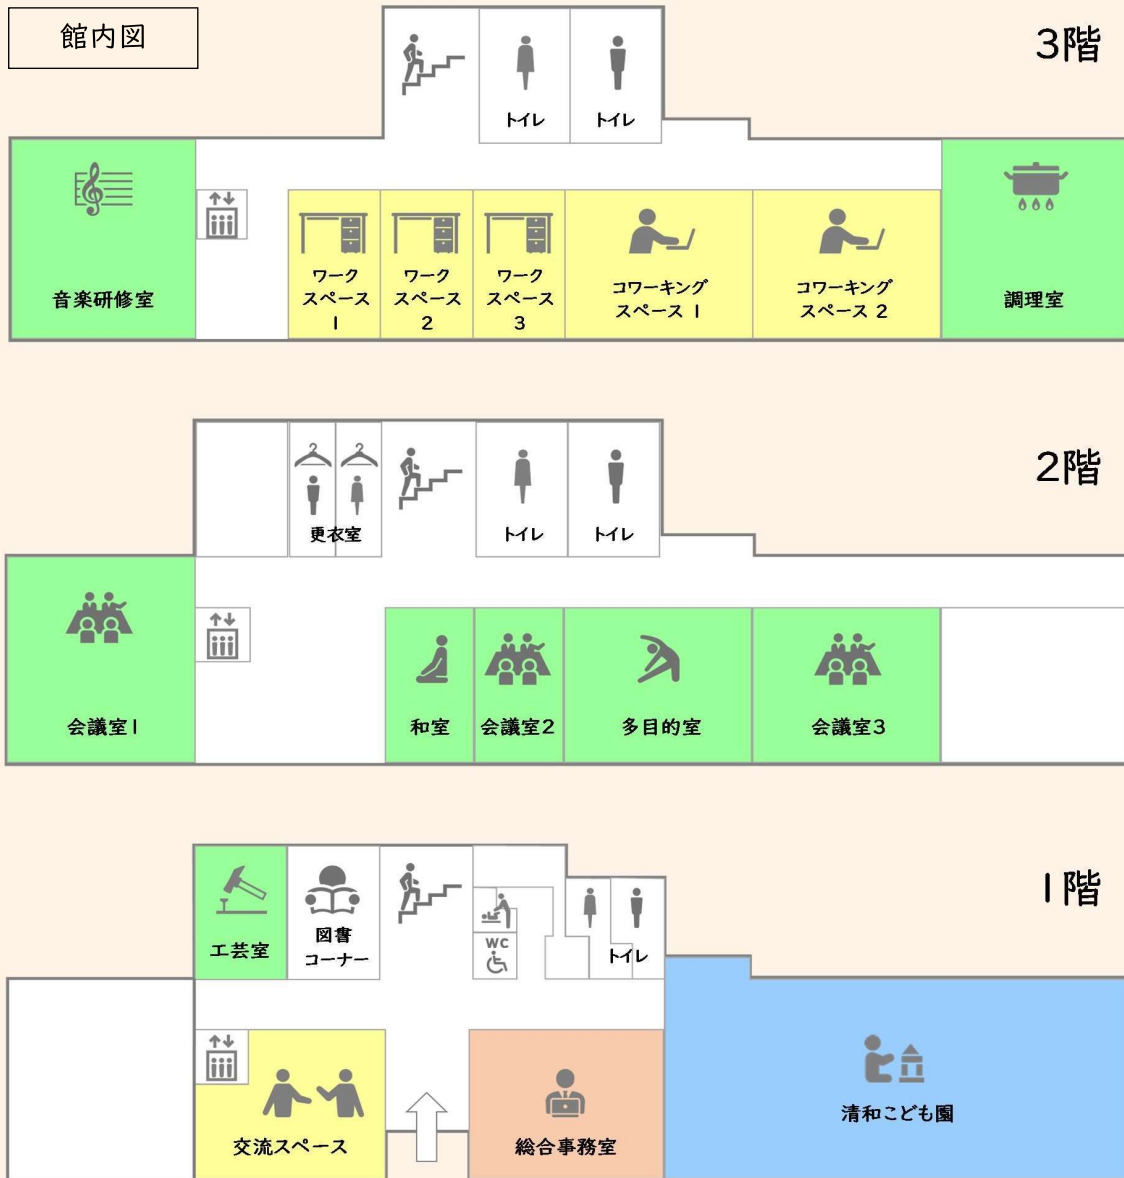 館内図
3階
トイレ
トイレ
音楽研修室
ワーク
スペース
1
ワーク
スペース
2
ワーク
スペース
3
コワーキング
スペース 1
コワーキング
スペース 2
調理室
2階
更衣室
トイレ
トイレ
会議室1
和室
会議室2
多目的室
会議室3
1階
工芸室
図書
コーナー
WC
トイレ
交流スペース
総合事務室
清和こども園